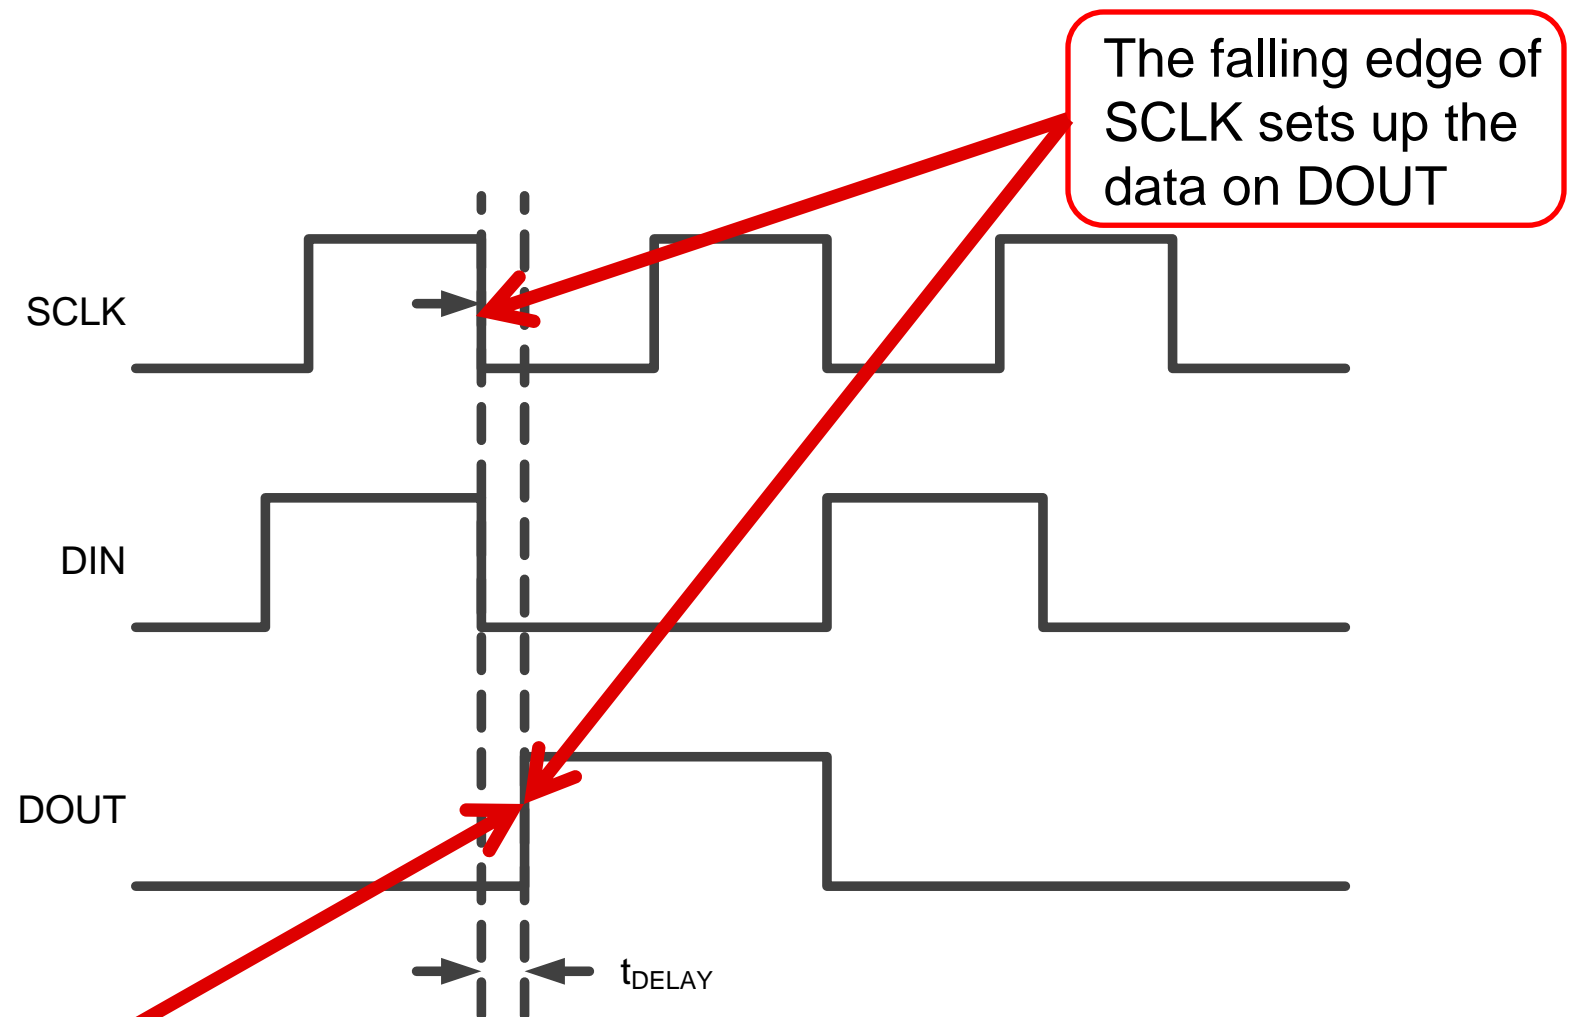 The falling edge of
SCLK sets up the
data on DOUT
SCLK
DIN
DOUT
tDELAY